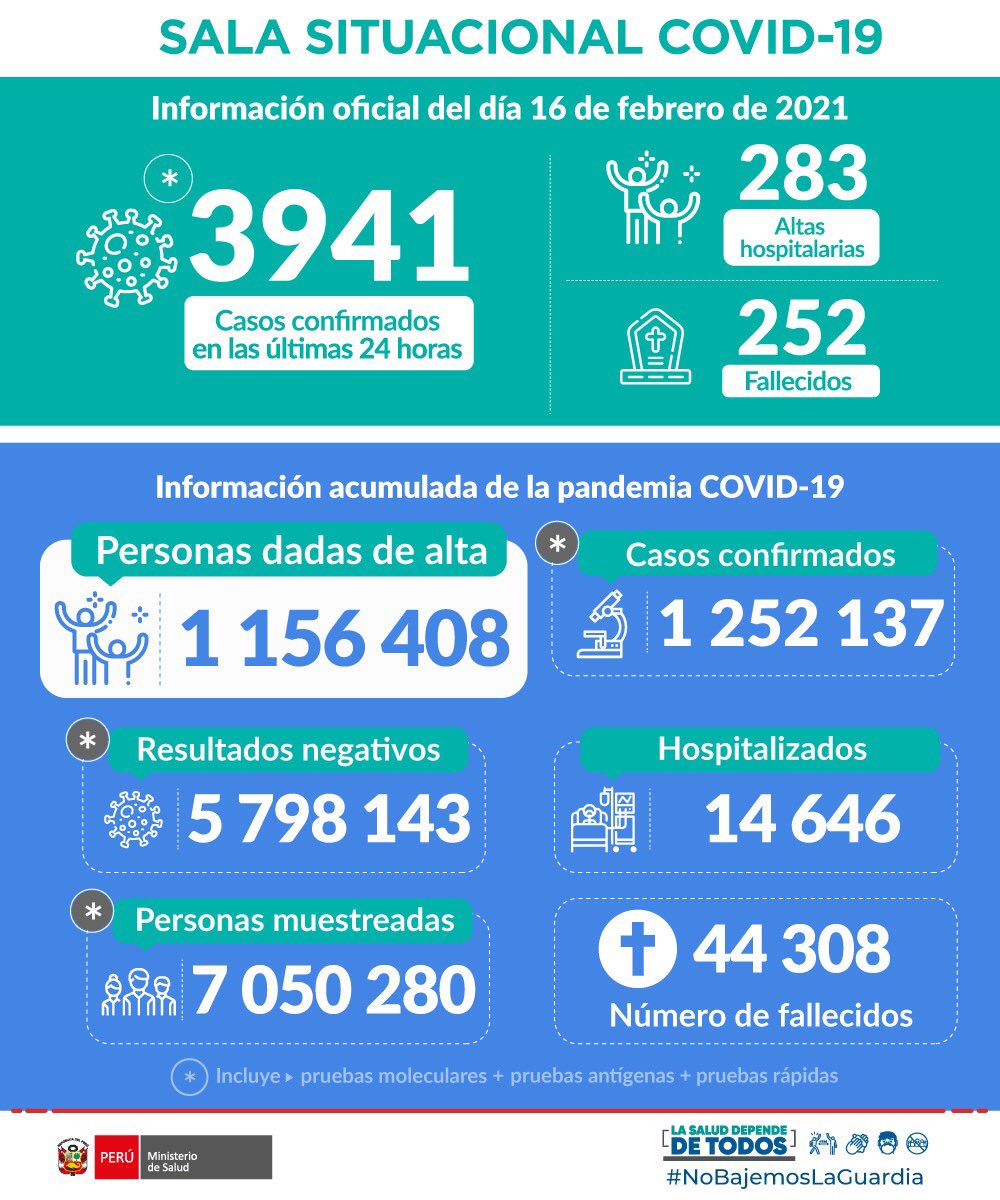 SALA SITUACIONAL COVID-19
Información oficial del día 16 de febrero de 2021
*
3941
Casos confirmados
en las últimas 24 horas
283
Altas
hospitalarias
252
Fallecidos
Información acumulada de la pandemia COVID-19
Personas dadas de alta
1 156 408
*
Casos confirmados
1 252 137
*
Resultados negativos
5 798 143
Hospitalizados
14 646
*
Personas muestreadas
7 050 280
44 308
Número de fallecidos
* Incluye ▸ pruebas moleculares + pruebas antígenas + pruebas rápidas
PERÚ
Ministerio
de Salud
LA SALUD DEPENDE
DE TODOS
#NoBajemosLaGuardia